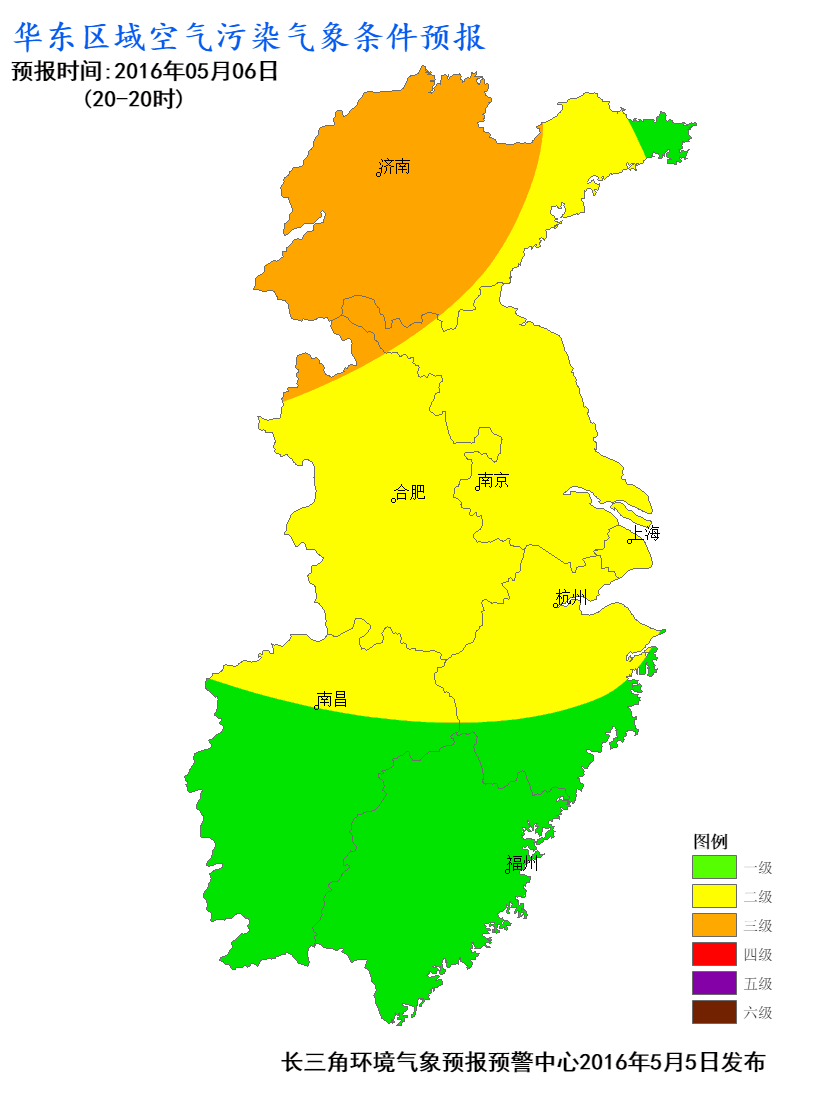 华东区域空气污染气象条件预报
预报时间:2016年05月06日
(20-20时)
济南
南京
合肥
上海
杭州
南昌
福州
图例
一级
二级
三级
四级
五级
六级
长三角环境气象预报预警中心2016年5月5日发布